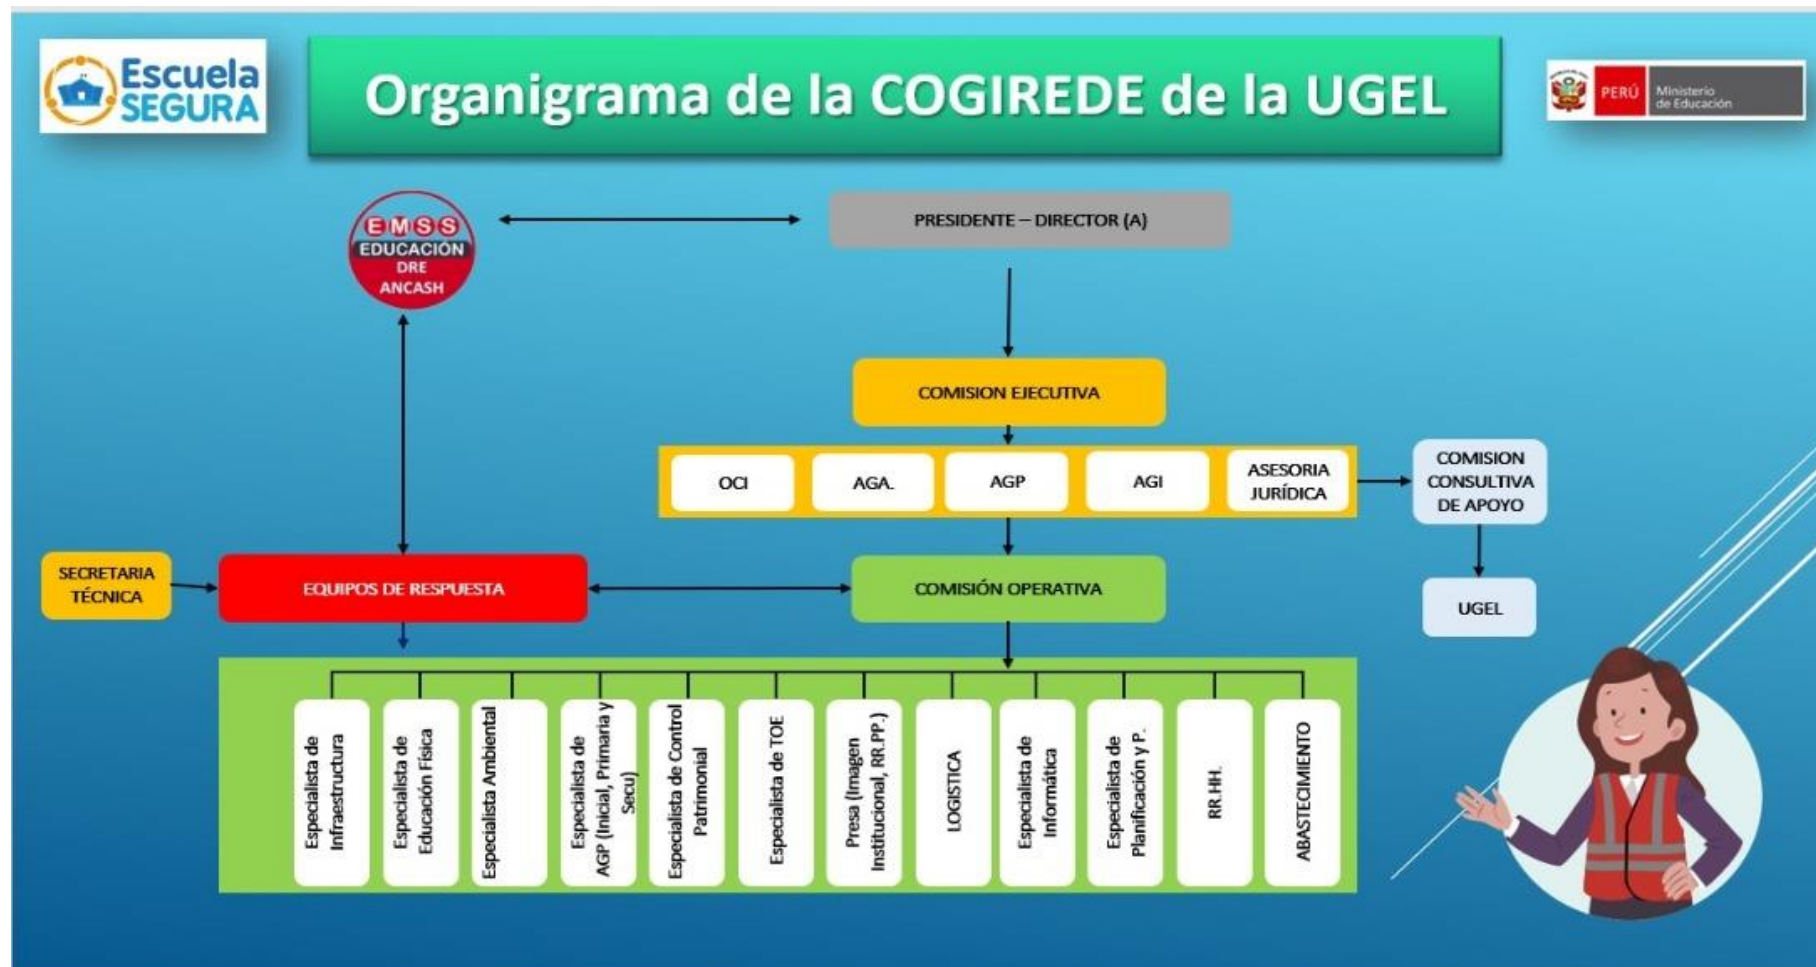 Escuela
SEGURA
Organigrama de la COGIREDE de la UGEL
PERÚ
Ministerio
de Educación
EMSS
EDUCACIÓN
DRE
ANCASH
PRESIDENTE – DIRECTOR (A)
COMISION EJECUTIVA
OCI
AGA.
AGP
AGI
ASESORIA
JURÍDICA
COMISION
CONSULTIVA
DE APOYO
SECRETARIA
TÉCNICA
EQUIPOS DE RESPUESTA
COMISIÓN OPERATIVA
UGEL
Especialista de
Infraestructura
Especialista de
Educación Física
Especialista Ambiental
Especialista de
AGP (Inicial, Primaria y
Secu)
Especialista de Control
Patrimonial
Especialista de TOE
Presa (Imagen
Institucional, RR.PP.)
LOGISTICA
Especialista de
Informática
Especialista de
Planificación y P.
RR.HH.
ABASTECIMIENTO